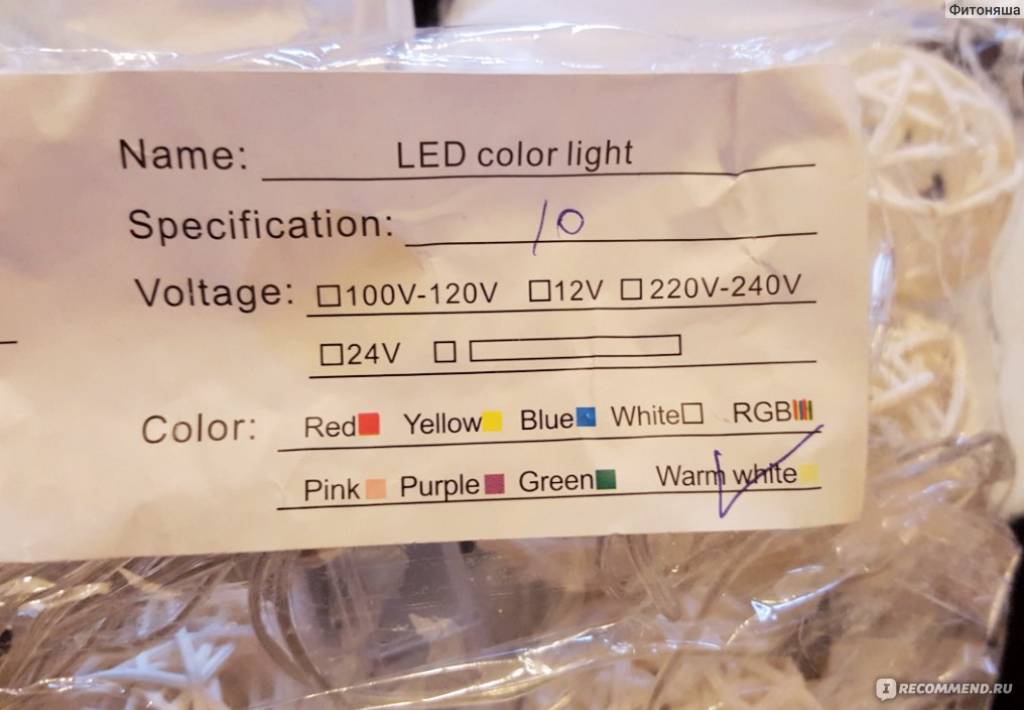 Фитоняша
Name: LED color light
Specification: 10
Voltage: ☐100V-120V ☐12V ☐220V-240V
☐24V ☐
Color: Red Yellow Blue White☐ RGB
Pink Purple Green Warm white
IRECOMMEND.RU